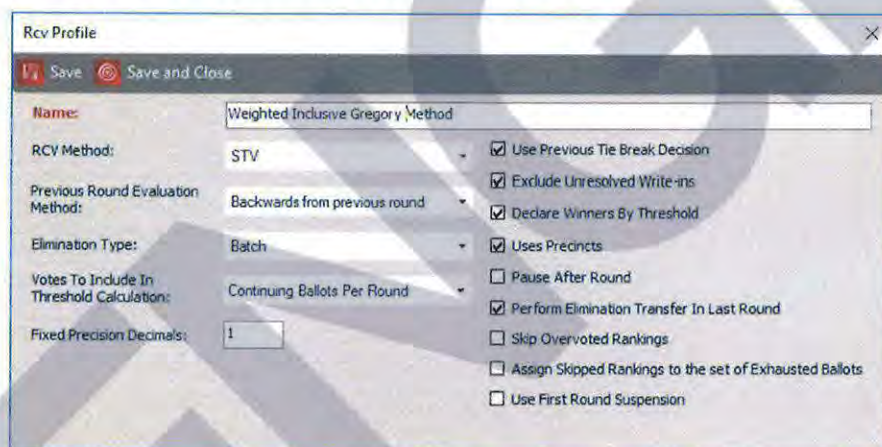 Rcv Profile
Save Save and Close
Name: Weighted Inclusive Gregory Method
RCV Method: STV
Previous Round Evaluation
Method: Backwards from previous round
Elimination Type: Batch
Votes To Include In
Threshold Calculation: Continuing Ballots Per Round
Fixed Precision Decimals: 1
Use Previous Tie Break Decision
Exclude Unresolved Write-ins
Declare Winners By Threshold
Uses Precincts
Pause After Round
Perform Elimination Transfer In Last Round
Skip Overvoted Rankings
Assign Skipped Rankings to the set of Exhausted Ballots
Use First Round Suspension